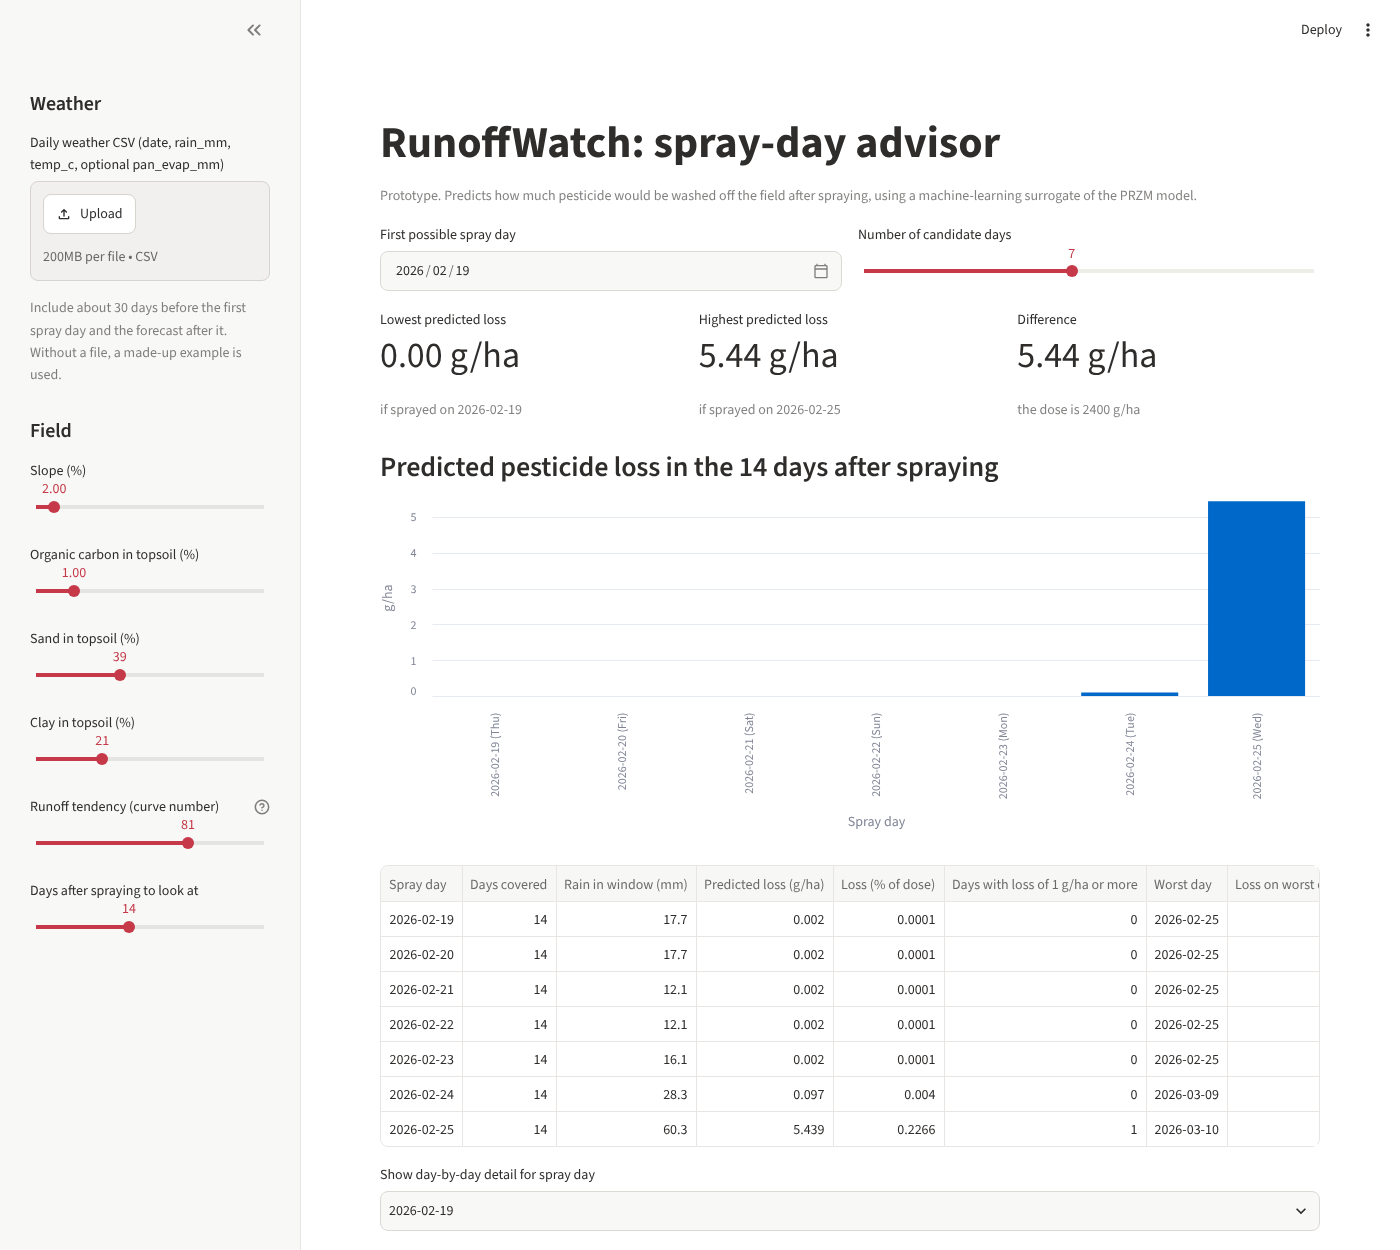 Deploy
Weather
Daily weather CSV (date, rain_mm,
temp_c, optional pan_evap_mm)
Upload
200MB per file • CSV
Include about 30 days before the first
spray day and the forecast after it.
Without a file, a made-up example is
used.
Field
Slope (%)
2.00
Organic carbon in topsoil (%)
1.00
Sand in topsoil (%)
39
Clay in topsoil (%)
21
Runoff tendency (curve number)
81
Days after spraying to look at
14
RunoffWatch: spray-day advisor
Prototype. Predicts how much pesticide would be washed off the field after spraying, using a machine-learning surrogate of the PRZM model.
First possible spray day
2026 / 02 / 19
Number of candidate days
7
Lowest predicted loss
0.00 g/ha
if sprayed on 2026-02-19
Highest predicted loss
5.44 g/ha
if sprayed on 2026-02-25
Difference
5.44 g/ha
the dose is 2400 g/ha
Predicted pesticide loss in the 14 days after spraying
g/ha
5
4
3
2
1
0
2026-02-19 (Thu)
2026-02-20 (Fri)
2026-02-21 (Sat)
2026-02-22 (Sun)
2026-02-23 (Mon)
2026-02-24 (Tue)
2026-02-25 (Wed)
Spray day
Spray day Days covered Rain in window (mm) Predicted loss (g/ha) Loss (% of dose) Days with loss of 1 g/ha or more Worst day Loss on worst
2026-02-19 14 17.7 0.002 0.0001 0 2026-02-25
2026-02-20 14 17.7 0.002 0.0001 0 2026-02-25
2026-02-21 14 12.1 0.002 0.0001 0 2026-02-25
2026-02-22 14 12.1 0.002 0.0001 0 2026-02-25
2026-02-23 14 16.1 0.002 0.0001 0 2026-02-25
2026-02-24 14 28.3 0.097 0.004 0 2026-03-09
2026-02-25 14 60.3 5.439 0.2266 1 2026-03-10
Show day-by-day detail for spray day
2026-02-19